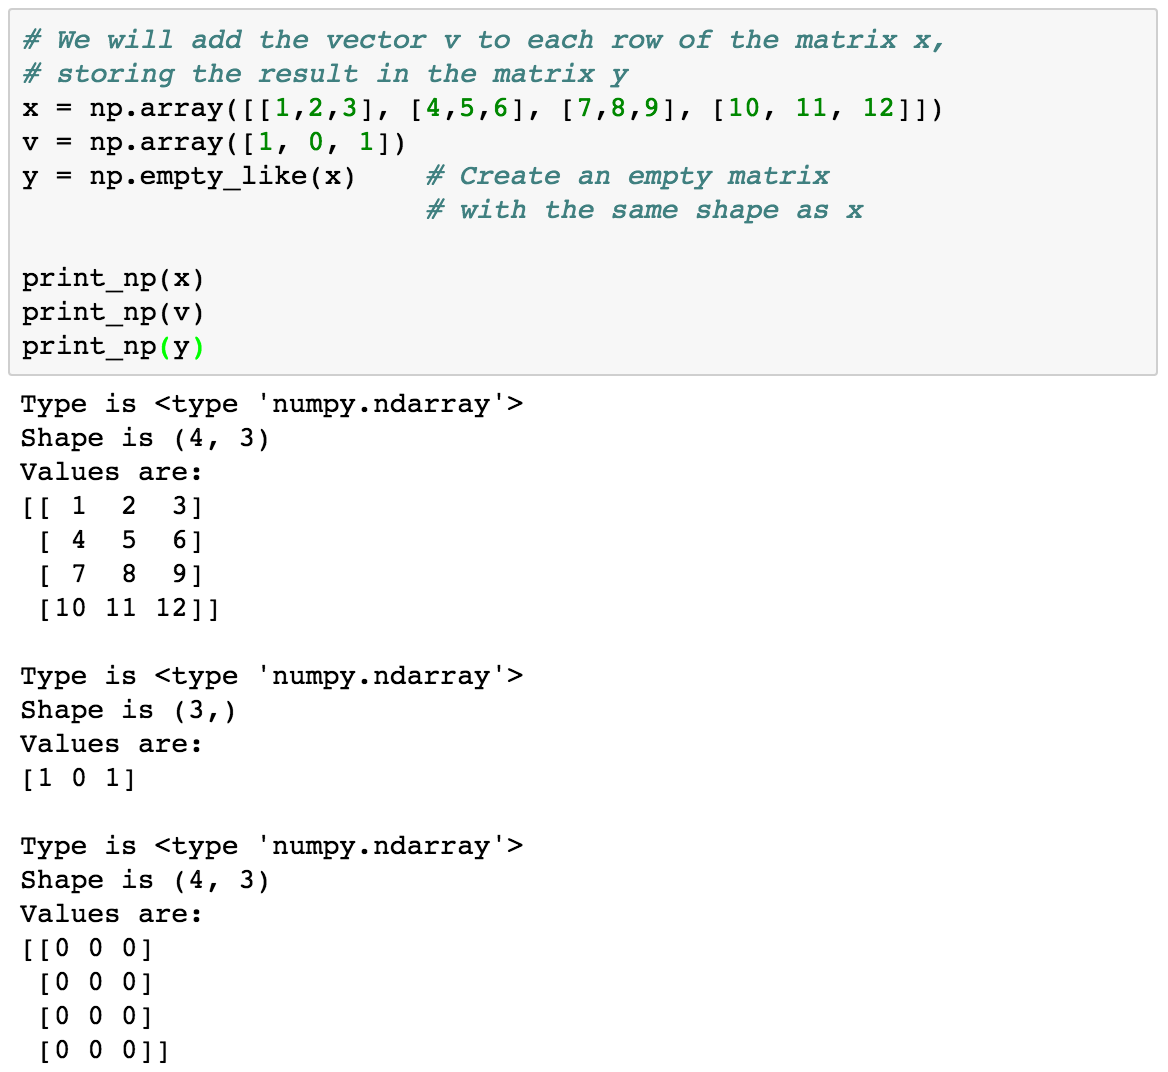 # We will add the vector v to each row of the matrix x,
# storing the result in the matrix y
x = np.array([[1,2,3], [4,5,6], [7,8,9], [10, 11, 12]])
v = np.array([1, 0, 1])
y = np.empty_like(x)    # Create an empty matrix
                        # with the same shape as x

print_np(x)
print_np(v)
print_np(y)
Type is <type 'numpy.ndarray'>
Shape is (4, 3)
Values are:
[[ 1  2  3]
 [ 4  5  6]
 [ 7  8  9]
 [10 11 12]]

Type is <type 'numpy.ndarray'>
Shape is (3,)
Values are:
[1 0 1]

Type is <type 'numpy.ndarray'>
Shape is (4, 3)
Values are:
[[0 0 0]
 [0 0 0]
 [0 0 0]
 [0 0 0]]